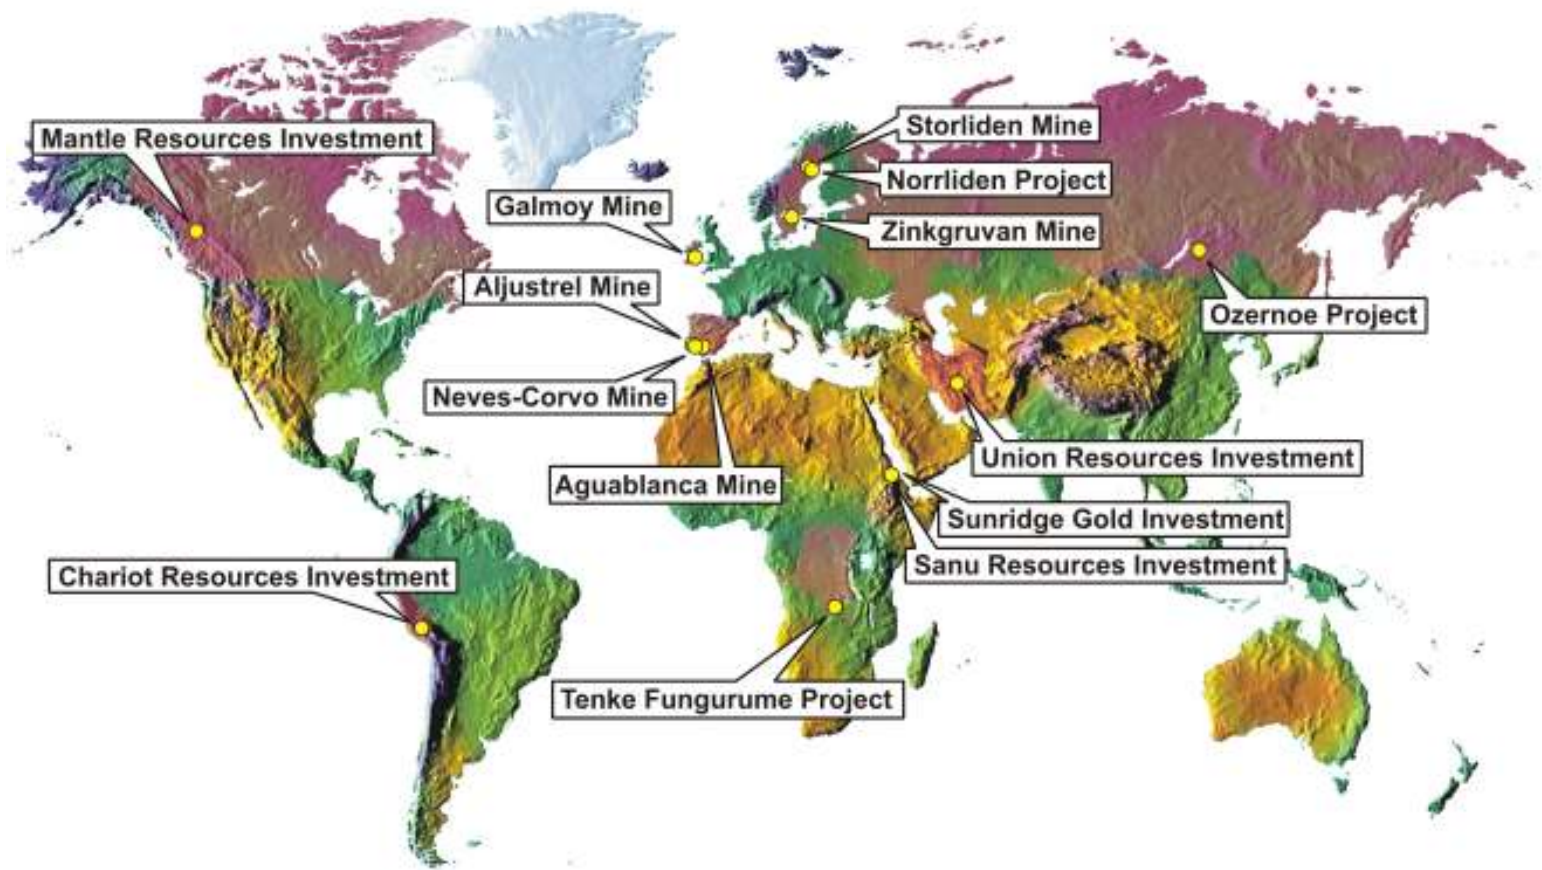 Storliden Mine
Mantle Resources Investment
Norrliden Project
Galmoy Mine
Zinkgruvan Mine
Aljustrel Mine
Ozernoe Project
Neves-Corvo Mine
Union Resources Investment
Aguablanca Mine
Sunridge Gold Investment
Sanu Resources Investment
Chariot Resources Investment
Tenke Fungurume Project